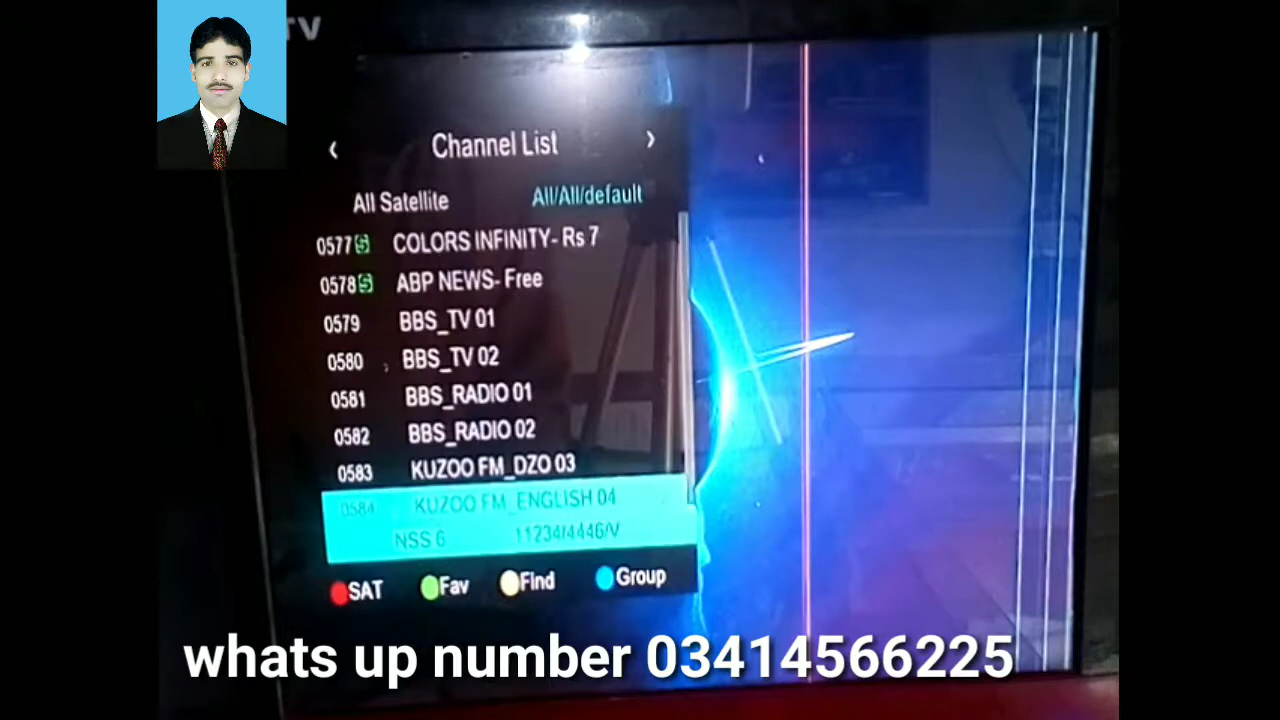 TV
Channel List
All Satellite All/All/default
0577 S COLORS INFINITY- Rs 7
0578 S ABP NEWS- Free
0579 BBS_TV 01
0580 BBS_TV 02
0581 BBS_RADIO 01
0582 BBS_RADIO 02
0583 KUZOO FM_DZO 03
0584 KUZOO FM_ENGLISH 04
NSS 6 11234/4446/V
SAT Fav Find Group
whats up number 03414566225